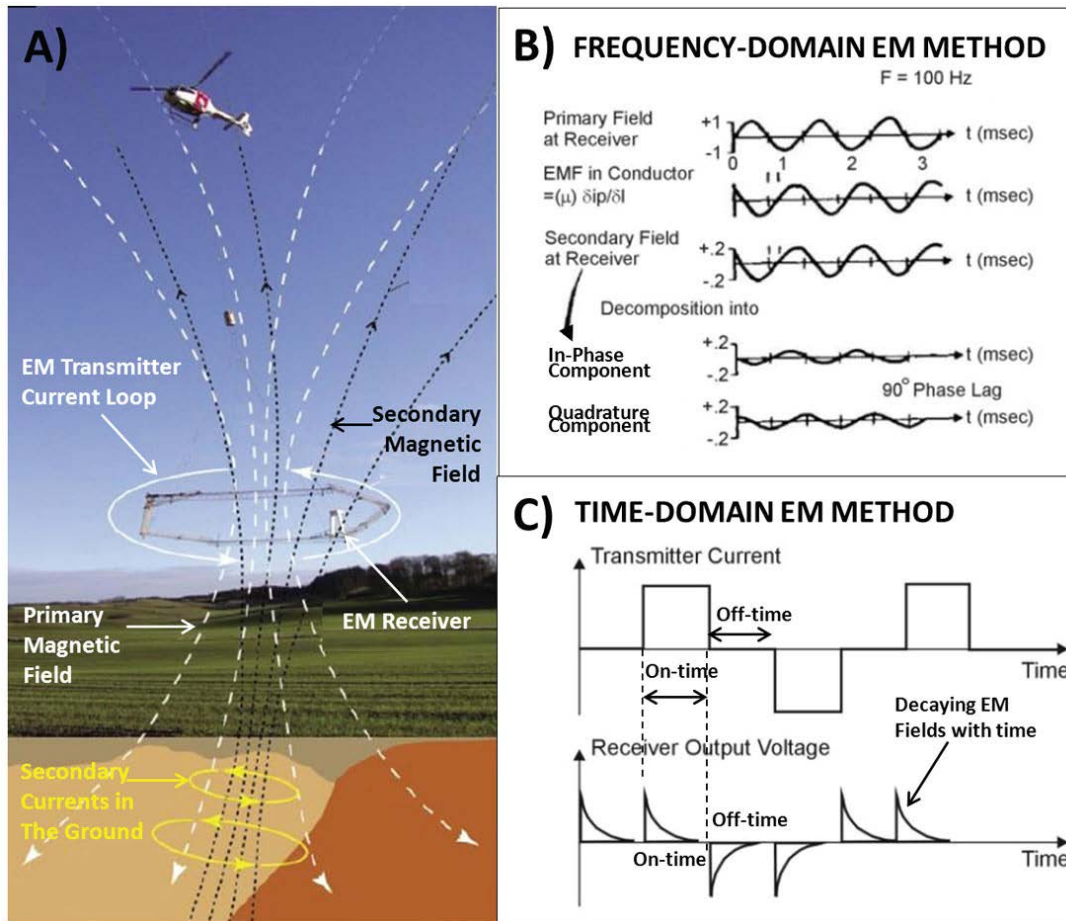 A)
EM Transmitter
Current Loop
Secondary
Magnetic
Field
Primary
Magnetic
Field
EM Receiver
Secondary
Currents in
The Ground
B) FREQUENCY-DOMAIN EM METHOD
F = 100 Hz
Primary Field
at Receiver
+1
-1
0 1 2 3
t (msec)
EMF in Conductor
=(μ) δip/δl
t (msec)
Secondary Field
at Receiver
+.2
-.2
t (msec)
Decomposition into
In-Phase
Component
+.2
-.2
t (msec)
90° Phase Lag
Quadrature
Component
+.2
-.2
t (msec)
C) TIME-DOMAIN EM METHOD
Transmitter Current
Off-time
On-time
Time
Decaying EM
Fields with time
Receiver Output Voltage
Off-time
On-time
Time